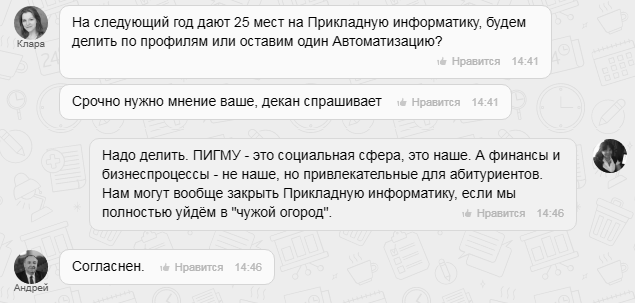 На следующий год дают 25 мест на Прикладную информатику, будем
делить по профилям или оставим один Автоматизацию?
Нравится 14:41
Клара
Срочно нужно мнение ваше, декан спрашивает Нравится 14:41
Надо делить. ПИГМУ - это социальная сфера, это наше. А финансы и
бизнеспроцессы - не наше, но привлекательные для абитуриентов.
Нам могут вообще закрыть Прикладную информатику, если мы
полностью уйдём в "чужой огород". Нравится 14:46
Согласнен. Нравится 14:46
Андрей